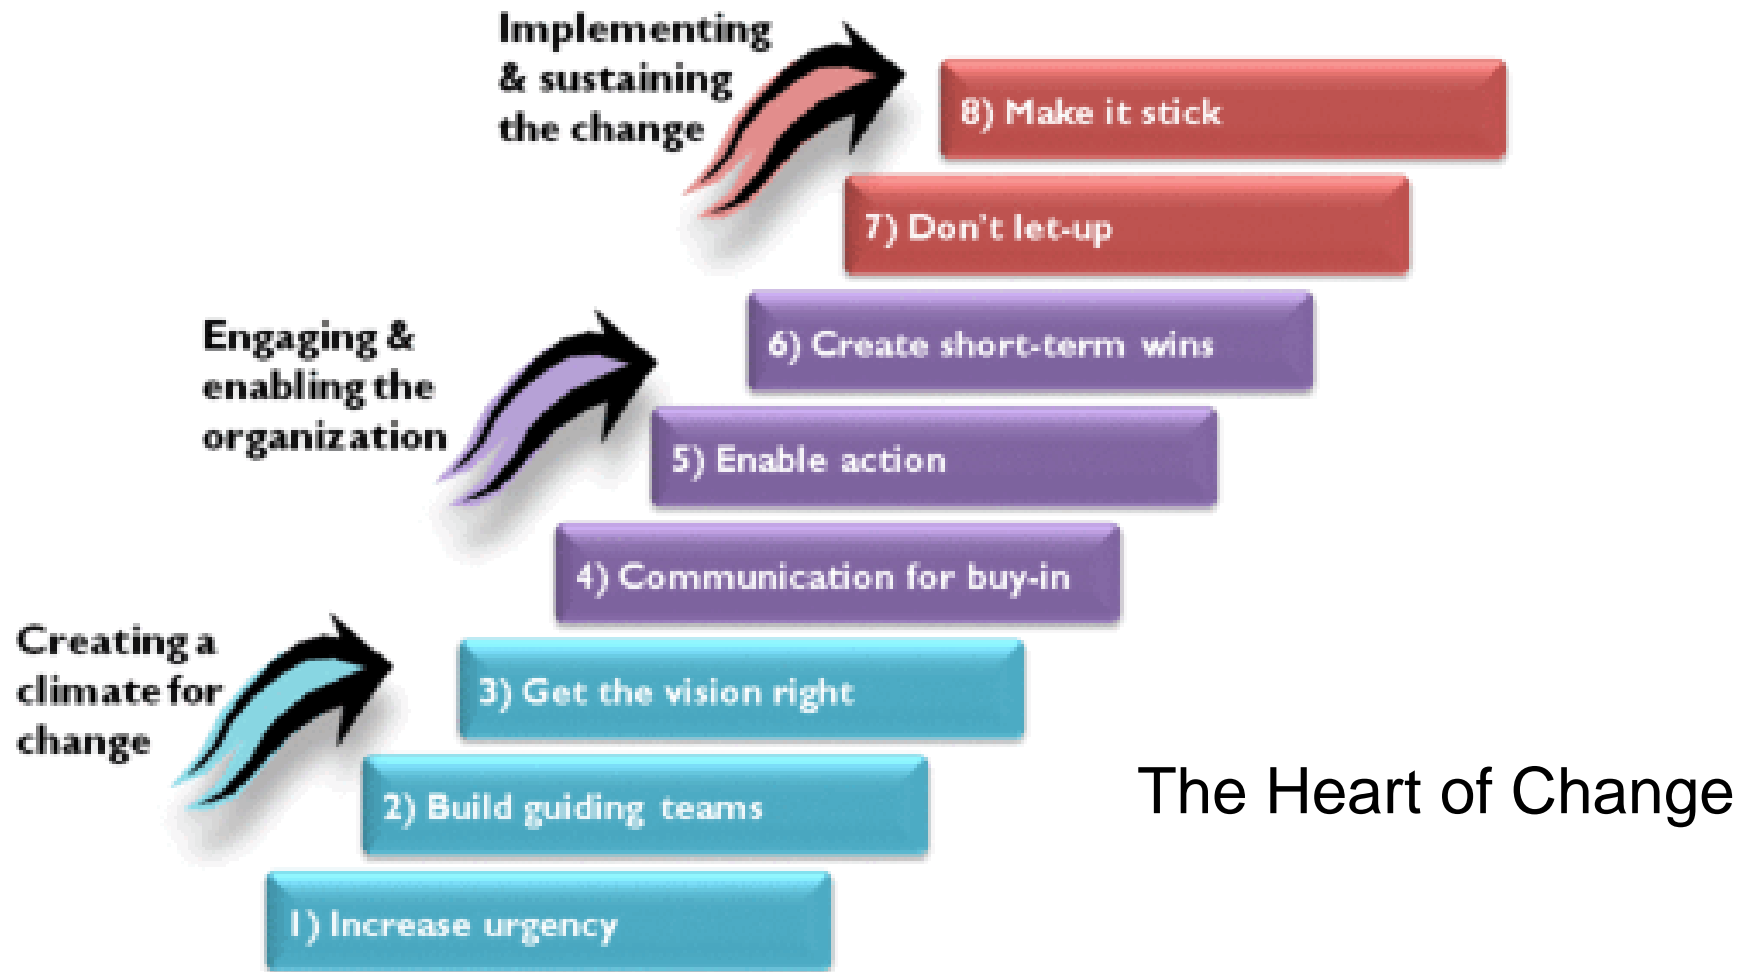 Implementing
& sustaining
the change
8) Make it stick
7) Don't let-up
Engaging &
enabling the
organization
6) Create short-term wins
5) Enable action
4) Communication for buy-in
Creating a
climate for
change
3) Get the vision right
2) Build guiding teams
1) Increase urgency
The Heart of Change